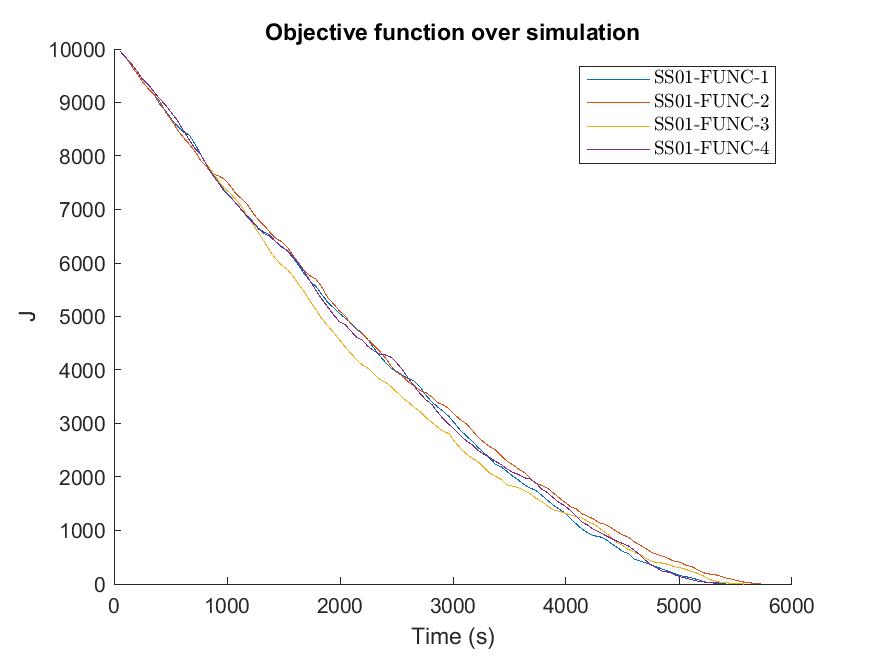 Objective function over simulation
10000
9000
8000
7000
6000
5000
4000
3000
2000
1000
0
J
SS01-FUNC-1
SS01-FUNC-2
SS01-FUNC-3
SS01-FUNC-4
0 1000 2000 3000 4000 5000 6000
Time (s)